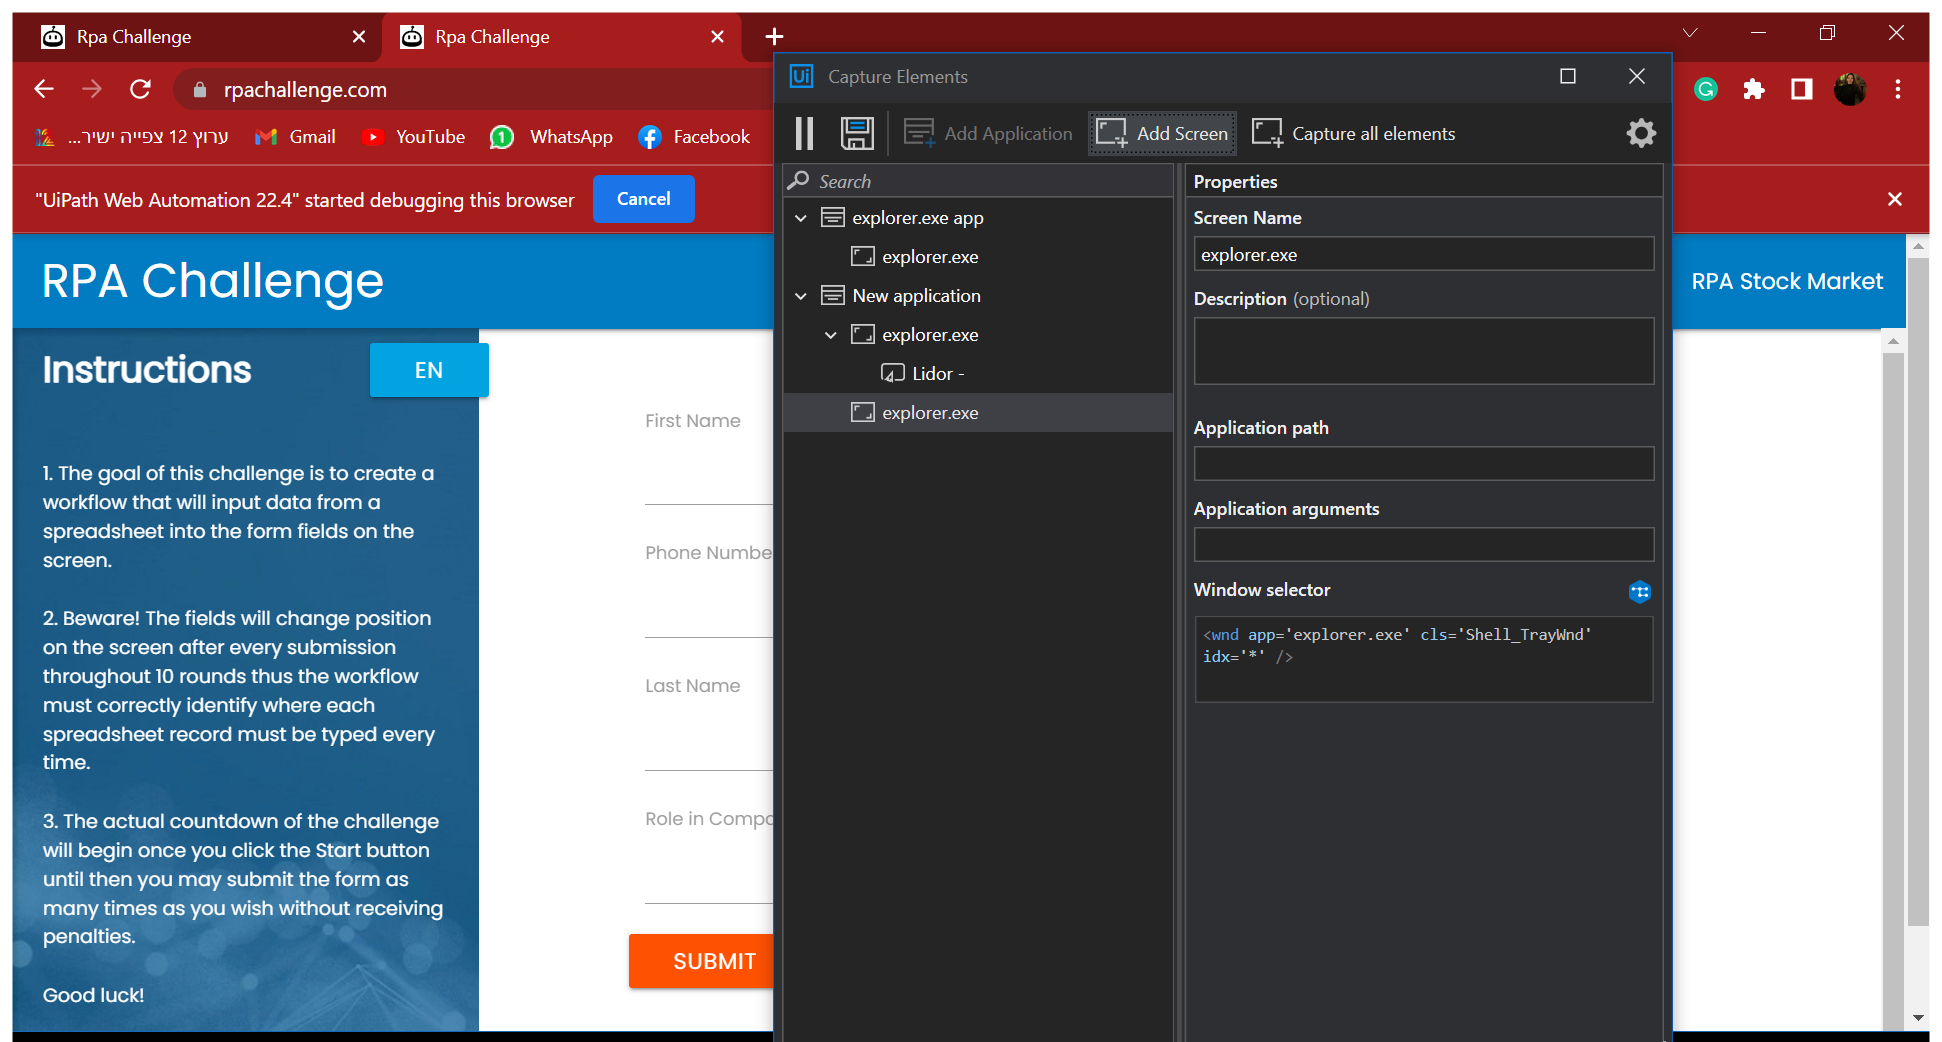 Rpa Challenge
Rpa Challenge
rpachallenge.com
ערוץ 12 צפייה ישיר...
Gmail
YouTube
WhatsApp
Facebook
"UiPath Web Automation 22.4" started debugging this browser
Cancel
RPA Challenge
RPA Stock Market
Instructions
EN
1. The goal of this challenge is to create a
workflow that will input data from a
spreadsheet into the form fields on the
screen.
2. Beware! The fields will change position
on the screen after every submission
throughout 10 rounds thus the workflow
must correctly identify where each
spreadsheet record must be typed every
time.
3. The actual countdown of the challenge
will begin once you click the Start button
until then you may submit the form as
many times as you wish without receiving
penalties.
Good luck!
First Name
Phone Numbe
Last Name
Role in Compa
SUBMIT
Ui
Capture Elements
Add Application
Add Screen
Capture all elements
Search
explorer.exe app
explorer.exe
New application
explorer.exe
Lidor -
explorer.exe
Properties
Screen Name
explorer.exe
Description (optional)
Application path
Application arguments
Window selector
<wnd app='explorer.exe' cls='Shell_TrayWnd'
idx='*' />